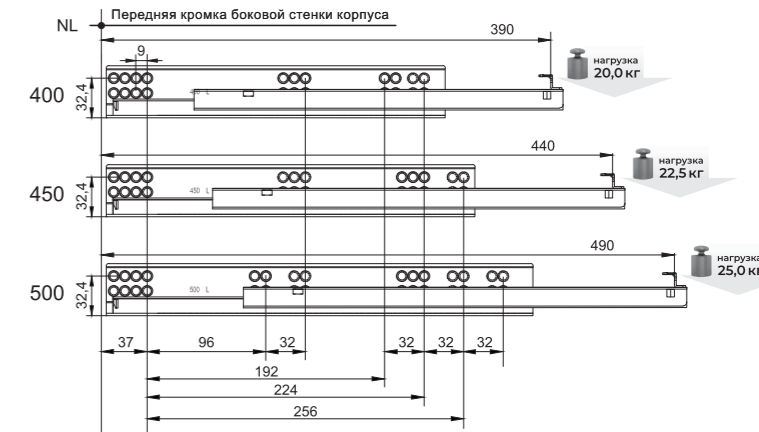 Передняя кромка боковой стенки корпуса
NL
390
9
нагрузка
20,0 кг
400
32,4
450 L
440
нагрузка
22,5 кг
450
32,4
450 L
490
нагрузка
25,0 кг
500
32,4
500 L
37
96
32
32
32
32
192
224
256